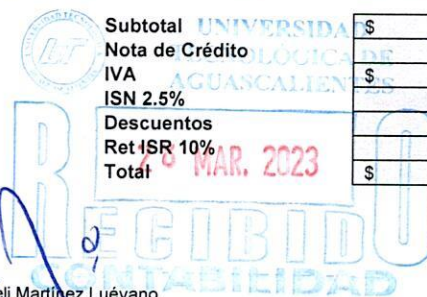 Subtotal $
Nota de Crédito
IVA $
ISN 2.5%
Descuentos
Ret ISR 10%
Total $
UNIVERSIDAD
TECNOLÓGICA DE
AGUASCALIENTES
UT
28 MAR. 2023
RECIBIDO
CONTABILIDAD
eli Martínez Luévano